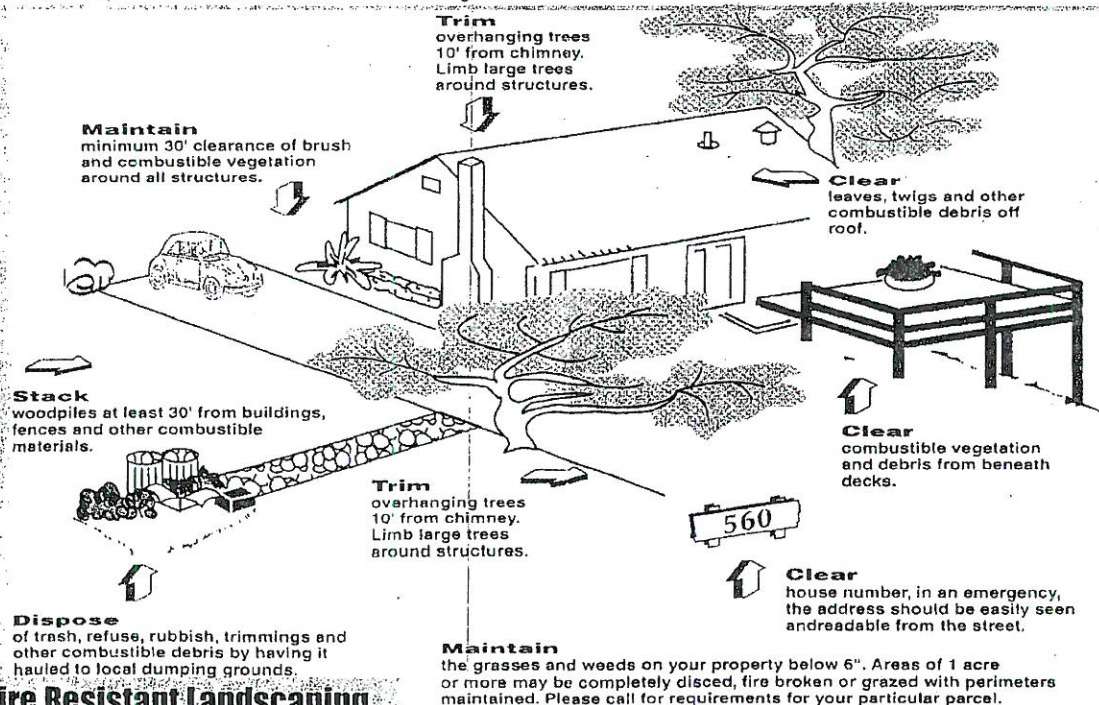 Trim
overhanging trees
10' from chimney.
Limb large trees
around structures.
Maintain
minimum 30' clearance of brush
and combustible vegetation
around all structures.
Clear
leaves, twigs and other
combustible debris off
roof.
Stack
woodpiles at least 30' from buildings,
fences and other combustible
materials.
Clear
combustible vegetation
and debris from beneath
decks.
Trim
overhanging trees
10' from chimney.
Limb large trees
around structures.
560
Clear
house number, in an emergency,
the address should be easily seen
andreadable from the street.
Dispose
of trash, refuse, rubbish, trimmings and
other combustible debris by having it
hauled to local dumping grounds.
Maintain
the grasses and weeds on your property below 6". Areas of 1 acre
or more may be completely disced, fire broken or grazed with perimeters
maintained. Please call for requirements for your particular parcel.
ire Resistant Landscaping